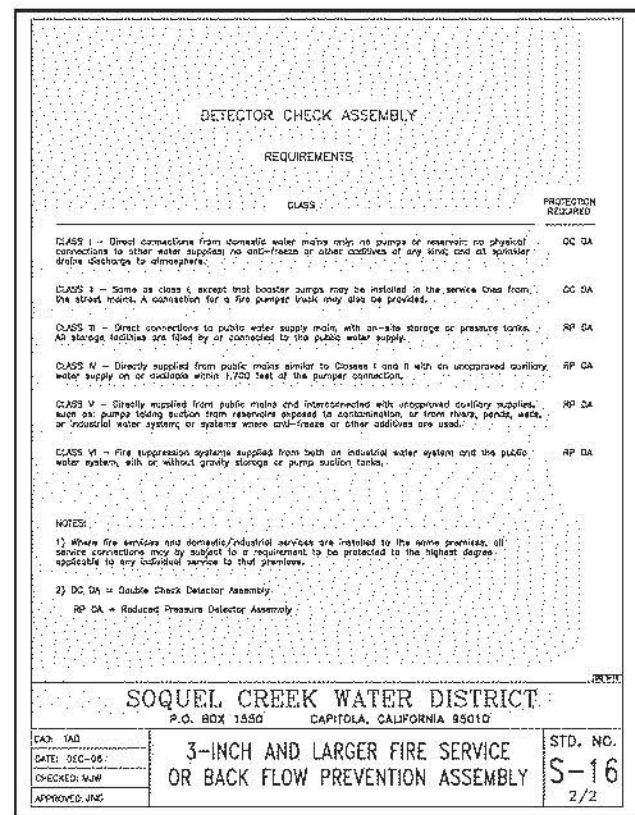 DETECTOR CHECK ASSEMBLY
REQUIREMENTS
CLASS
PROTECTION
REQUIRED
CLASS I - Direct connections from domestic water mains only; no pumps or reservoir; no physical
connections to other water supplies; no anti-freeze or other additives of any kind; and all sprinkler
drains discharge to atmosphere.
DC DA
CLASS II - Same as class I, except that booster pumps may be installed in the service lines from
the street mains. A connection for a fire pumper truck may also be provided.
DC DA
CLASS III - Direct connections to public water supply main, with on-site storage or pressure tanks.
All storage facilities are filled by or connected to the public water supply.
RP DA
CLASS IV - Directly supplied from public mains similar to Classes I and II with an unapproved auxiliary
water supply on or available within 1,700 feet of the pumper connection.
RP DA
CLASS V - Directly supplied from public mains and interconnected with unapproved auxiliary supplies,
such as: pumps taking suction from reservoirs exposed to contamination, or from rivers, ponds, wells,
or industrial water systems; or systems where anti-freeze or other additives are used.
RP DA
CLASS VI - Fire suppression systems supplied from both an industrial water system and the public
water system, with or without gravity storage or pump suction tanks.
RP DA
NOTES:
1) Where fire services and domestic/industrial services are installed to the same premises, all
service connections may by subject to a requirement to be protected to the highest degree
applicable to any individual service to that premises.
2) DC DA = Double Check Detector Assembly
RP DA = Reduced Pressure Detector Assembly
SOQUEL CREEK WATER DISTRICT
P.O. BOX 1550 CAPITOLA, CALIFORNIA 95010
CAD: TAD
DATE: DEC-06
CHECKED: MJW
APPROVED: JNG
3-INCH AND LARGER FIRE SERVICE
OR BACK FLOW PREVENTION ASSEMBLY
STD. NO.
S-16
2/2